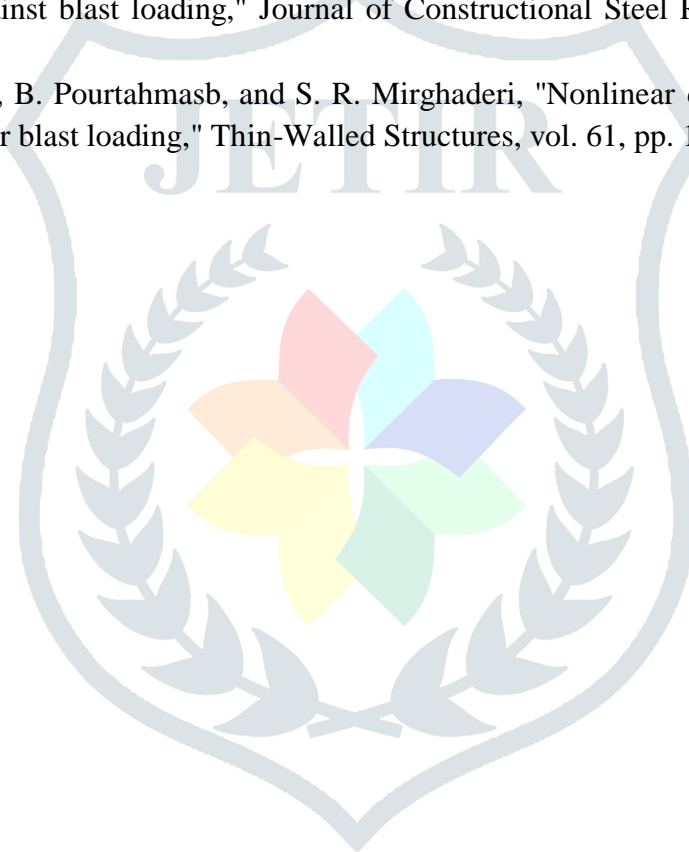 inst blast loading," Journal of Constructional Steel
, B. Pourtahmasb, and S. R. Mirghaderi, "Nonlinear
r blast loading," Thin-Walled Structures, vol. 61, pp. 1
JETIR